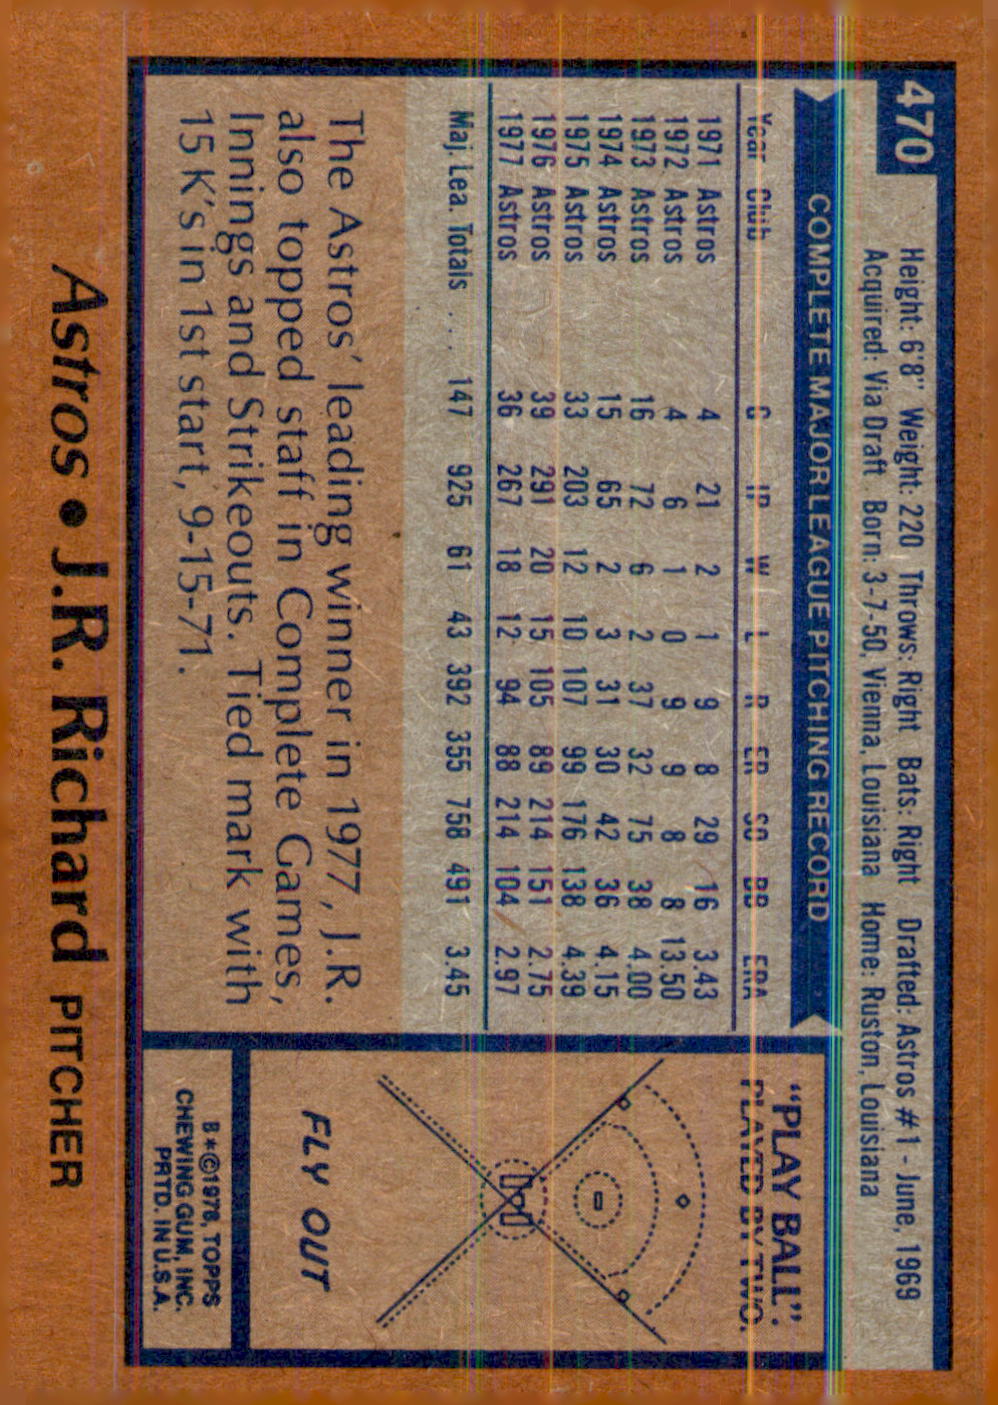 470
Height: 6'8" Weight: 220 Throws: Right Bats: Right Drafted: Astros #1 - June, 1969
Acquired: Via Draft Born: 3-7-50, Vienna, Louisiana Home: Ruston, Louisiana
COMPLETE MAJOR LEAGUE PITCHING RECORD
Year Club G IP W L R ER SO BB ERA
1971 Astros 4 21 2 1 9 8 29 16 3.43
1972 Astros 4 6 1 0 9 9 8 8 13.50
1973 Astros 16 72 6 2 37 32 75 38 4.00
1974 Astros 15 65 2 3 31 30 42 36 4.15
1975 Astros 33 203 12 10 107 99 176 138 4.39
1976 Astros 39 291 20 15 105 89 214 151 2.75
1977 Astros 36 267 18 12 94 88 214 104 2.97
Maj. Lea. Totals .... 147 925 61 43 392 355 758 491 3.45
The Astros' leading winner in 1977, J.R.
also topped staff in Complete Games,
Innings and Strikeouts. Tied mark with
15 K's in 1st start, 9-15-71.
"PLAY BALL":
PLAYED BY TWO.
FLY OUT
B*©1978, TOPPS
CHEWING GUM, INC.
PRTD. IN U.S.A.
Astros • J.R. Richard PITCHER